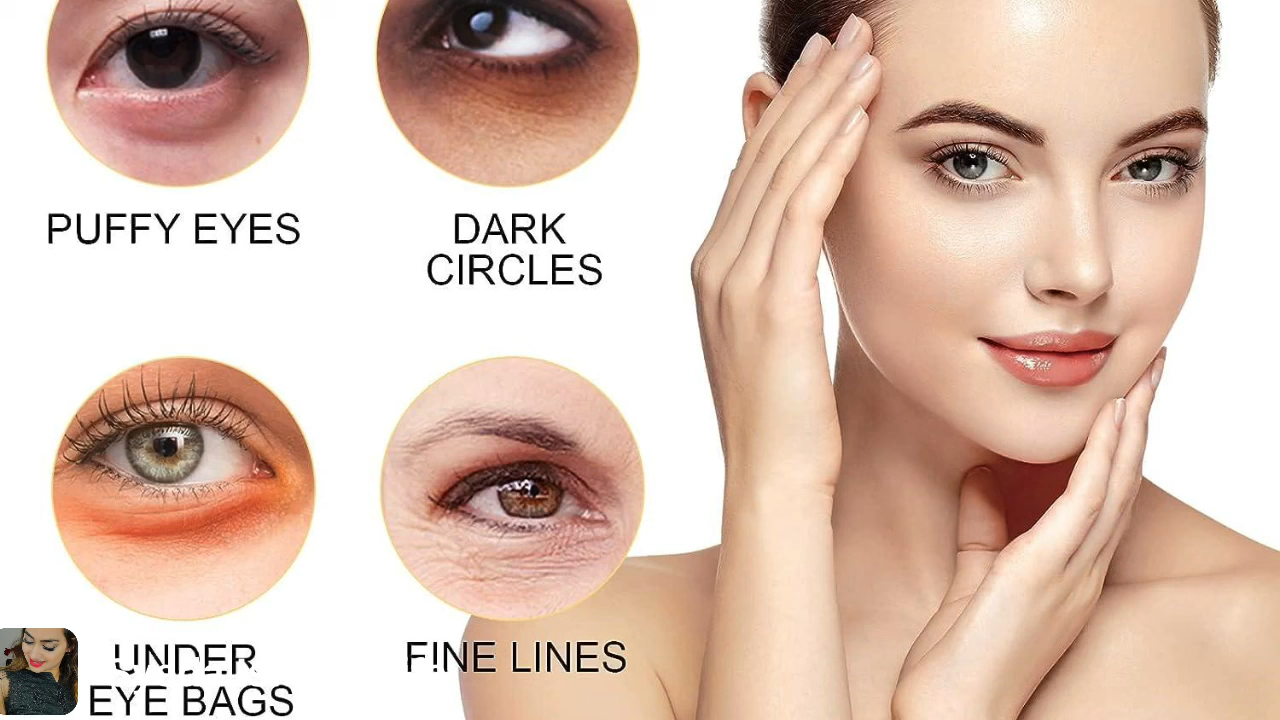 PUFFY EYES
DARK
CIRCLES
UNDER
EYE BAGS
FINE LINES